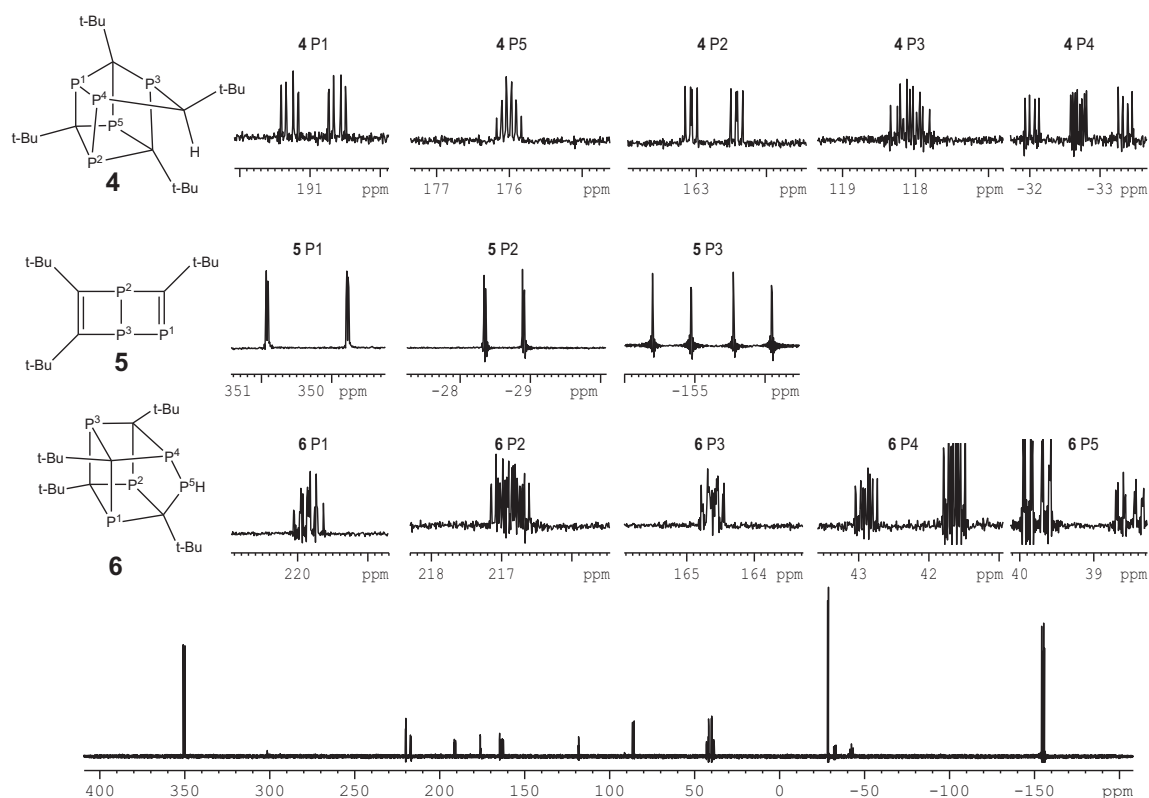 t-Bu
4 P1 4 P5 4 P2 4 P3 4 P4
P1 P3
t-Bu
P4
t-Bu P5
H
P2
4 t-Bu
191 ppm 177 176 ppm 163 ppm 119 118 ppm -32 -33 ppm
5 P1 5 P2 5 P3
t-Bu t-Bu
P2
P3 P1
t-Bu
5
351 350 ppm -28 -29 ppm -155 ppm
t-Bu
P3
6 P1 6 P2 6 P3 6 P4 6 P5
t-Bu P4
t-Bu P2 P5H
P1
t-Bu
6
220 ppm 218 217 ppm 165 164 ppm 43 42 ppm 40 39 ppm
400 350 300 250 200 150 100 50 0 -50 -100 -150 ppm